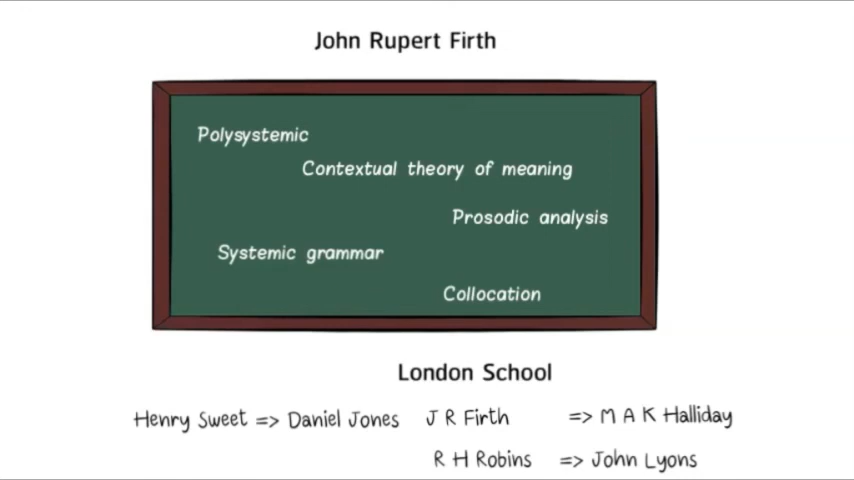 John Rupert Firth
Polysystemic
Contextual theory of meaning
Prosodic analysis
Systemic grammar
Collocation
London School
Henry Sweet => Daniel Jones J R Firth => M A K Halliday
R H Robins => John Lyons